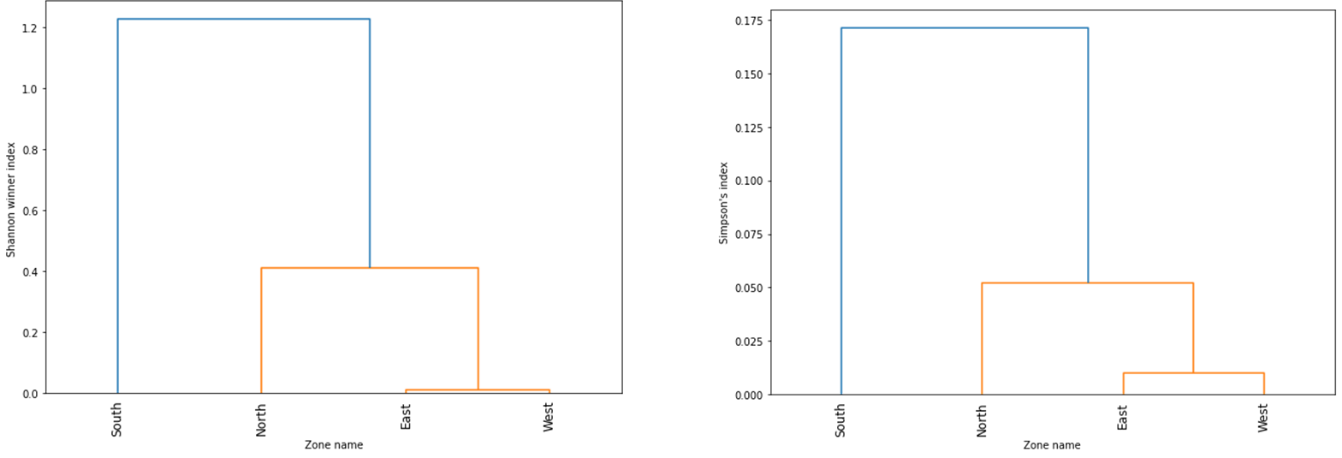 1.2
1.0
0.8
0.6
0.4
0.2
0.0
Shannon winner index
South
North
East
West
Zone name
0.175
0.150
0.125
0.100
0.075
0.050
0.025
0.000
Simpson's index
South
North
East
West
Zone name